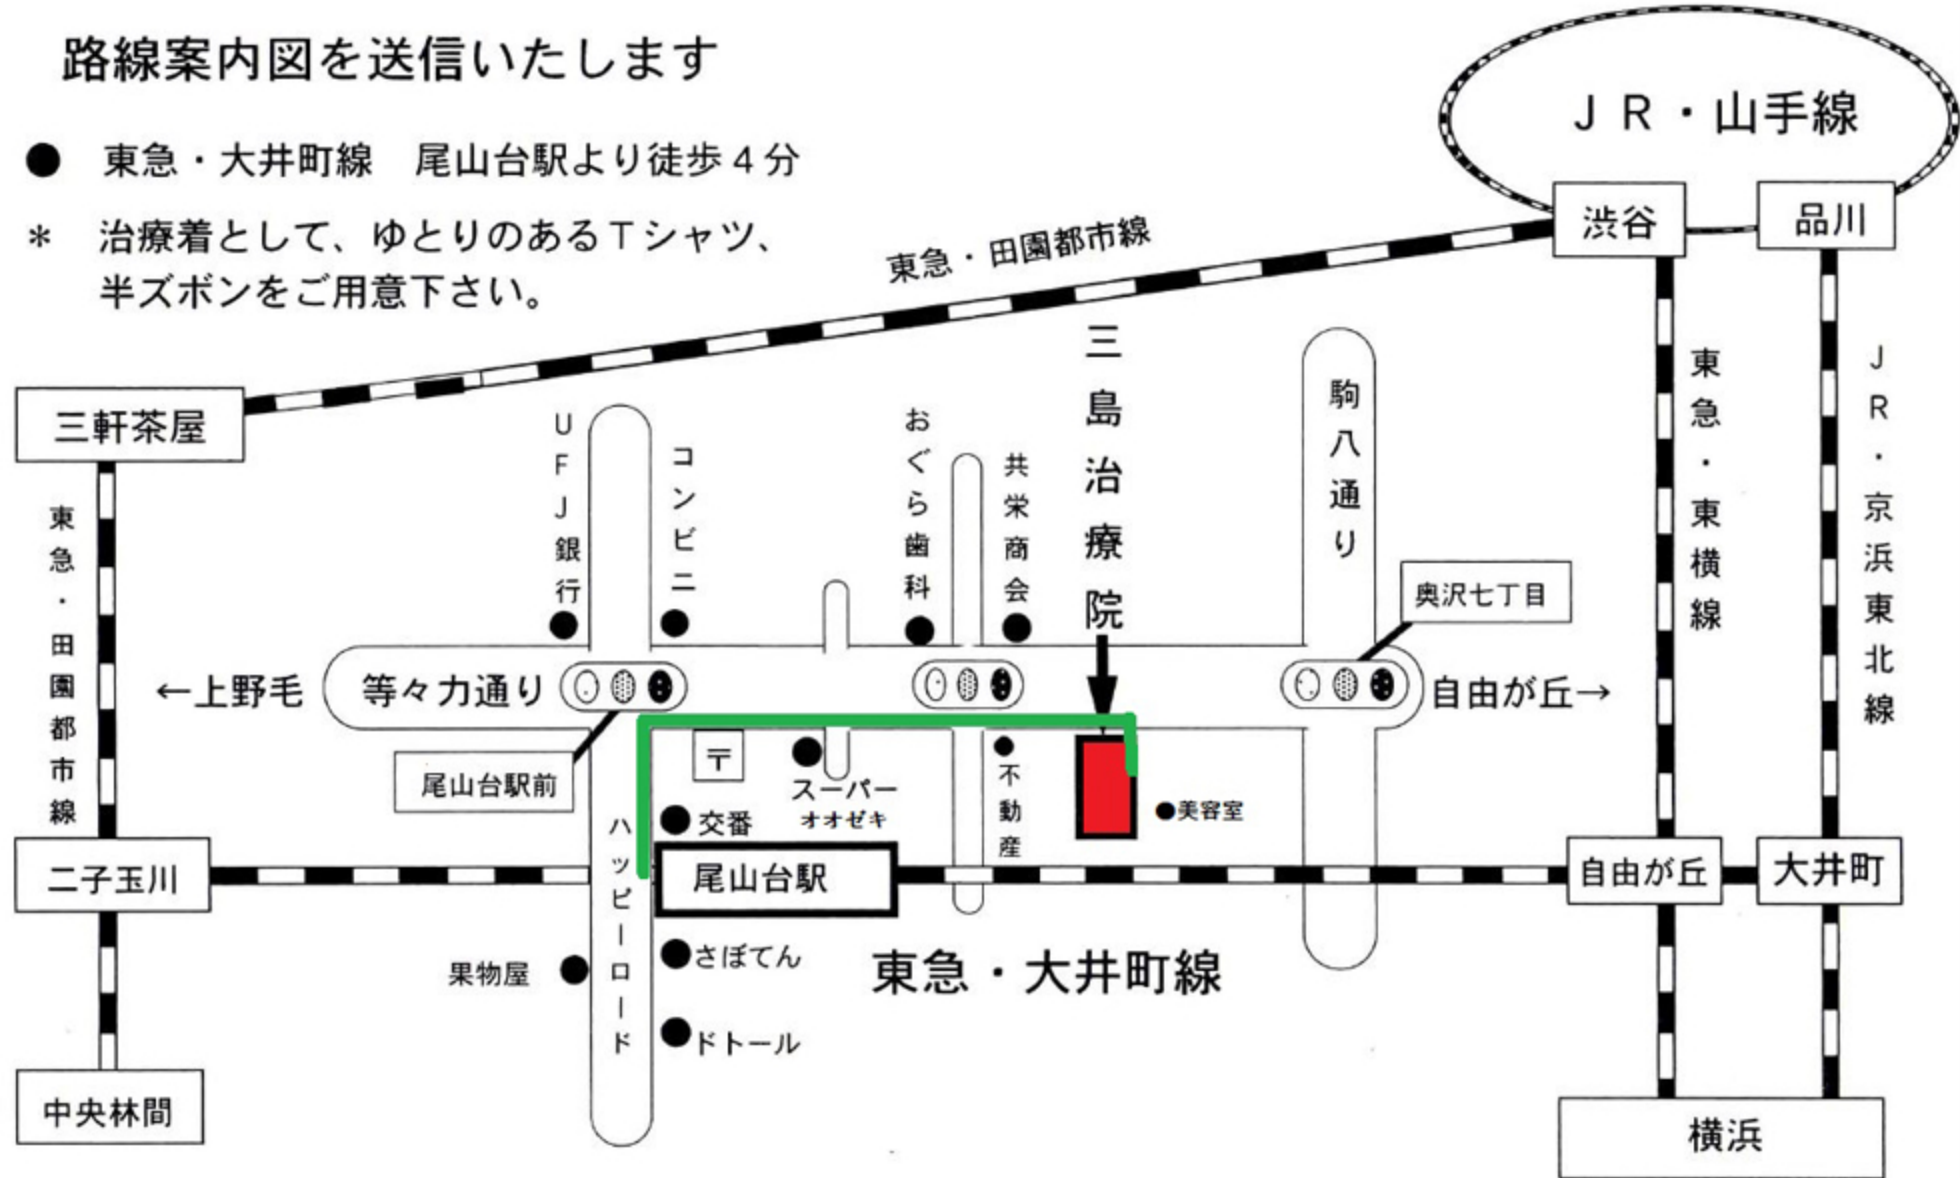 路線案内図を送信いたします
● 東急・大井町線　尾山台駅より徒歩４分
＊ 治療着として、ゆとりのあるＴシャツ、
半ズボンをご用意下さい。
ＪＲ・山手線
渋谷
品川
東急・田園都市線
三軒茶屋
三島治療院
駒八通り
東急・東横線
ＪＲ・京浜東北線
東急・田園都市線
ＵＦＪ銀行
コンビニ
おぐら歯科
共栄商会
奥沢七丁目
←上野毛
等々力通り
自由が丘→
尾山台駅前
〒
スーパー
オオゼキ
不動産
●美容室
交番
ハッピーロード
二子玉川
尾山台駅
自由が丘
大井町
東急・大井町線
果物屋
さぼてん
ドトール
中央林間
横浜